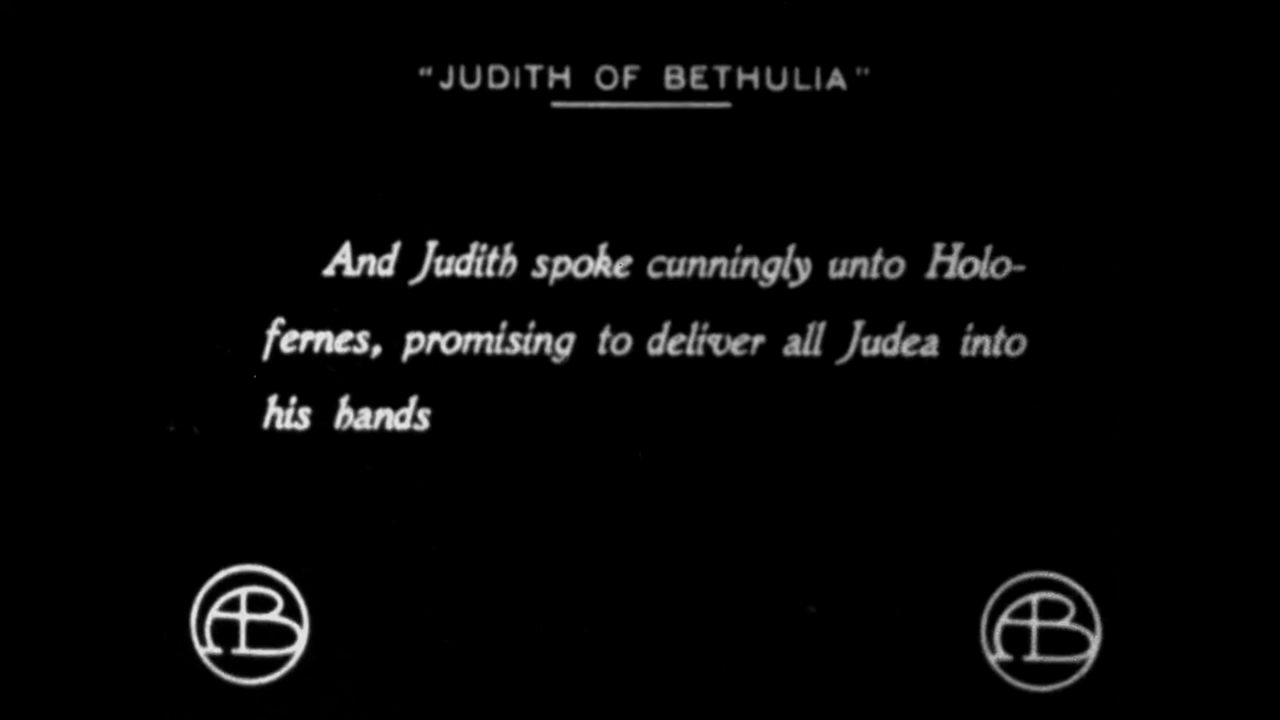 "JUDITH OF BETHULIA"
And Judith spoke cunningly unto Holo-
fernes, promising to deliver all Judea into
his hands
AB AB